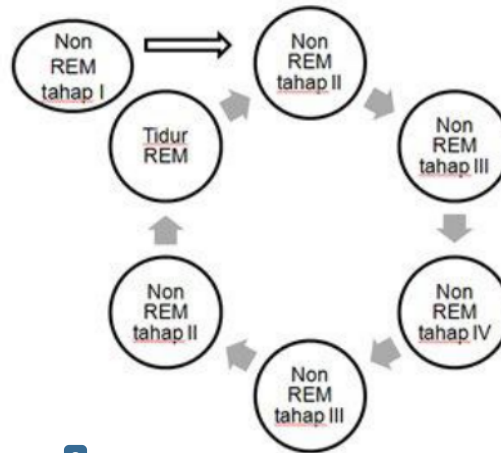 Non
REM
tahap I
Non
REM
tahap II
Non
REM
tahap III
Non
REM
tahap IV
Non
REM
tahap III
Non
REM
tahap II
Tidur
REM